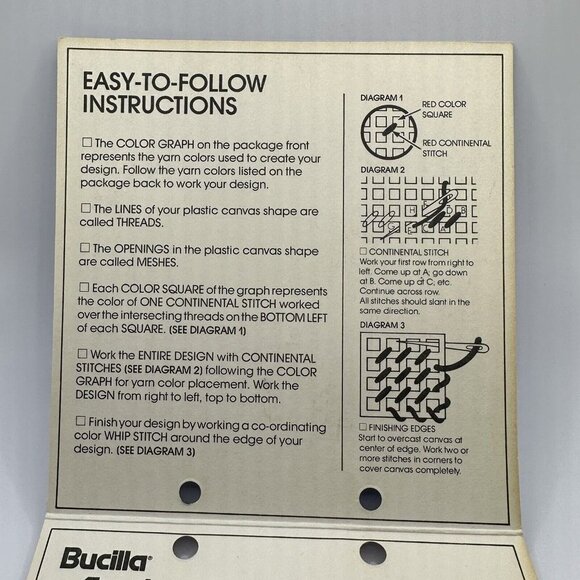 EASY-TO-FOLLOW
INSTRUCTIONS
The COLOR GRAPH on the package front
represents the yarn colors used to create your
design. Follow the yarn colors listed on the
package back to work your design.
The LINES of your plastic canvas shape are
called THREADS.
The OPENINGS in the plastic canvas shape
are called MESHES.
Each COLOR SQUARE of the graph represents
the color of ONE CONTINENTAL STITCH worked
over the intersecting threads on the BOTTOM LEFT
of each SQUARE. (SEE DIAGRAM 1)
Work the ENTIRE DESIGN with CONTINENTAL
STITCHES (SEE DIAGRAM 2) following the COLOR
GRAPH for yarn color placement. Work the
DESIGN from right to left, top to bottom.
Finish your design by working a co-ordinating
color WHIP STITCH around the edge of your
design. (SEE DIAGRAM 3)
DIAGRAM 1
RED COLOR
SQUARE
RED CONTINENTAL
STITCH
DIAGRAM 2
CONTINENTAL STITCH
Work your first row from right to
left. Come up at A; go down
at B. Come up at C, etc.
Continue across row.
All stitches should slant in the
same direction.
DIAGRAM 3
FINISHING EDGES
Start to overcast canvas at
center of edge. Work two or
more stitches in corners to
cover canvas completely.
Bucilla®